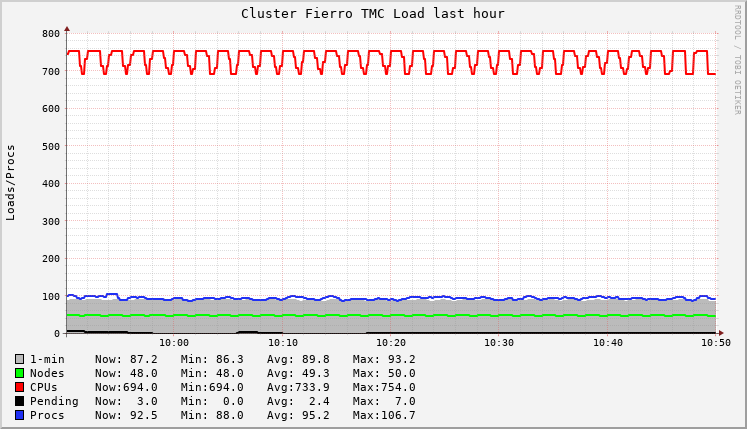 Cluster Fierro TMC Load last hour
RRDTOOL / TOBI OETIKER
Loads/Procs
800
700
600
500
400
300
200
100
0
10:00 10:10 10:20 10:30 10:40 10:50
1-min Now: 87.2 Min: 86.3 Avg: 89.8 Max: 93.2
Nodes Now: 48.0 Min: 48.0 Avg: 49.3 Max: 50.0
CPUs Now:694.0 Min:694.0 Avg:733.9 Max:754.0
Pending Now: 3.0 Min: 0.0 Avg: 2.4 Max: 7.0
Procs Now: 92.5 Min: 88.0 Avg: 95.2 Max:106.7